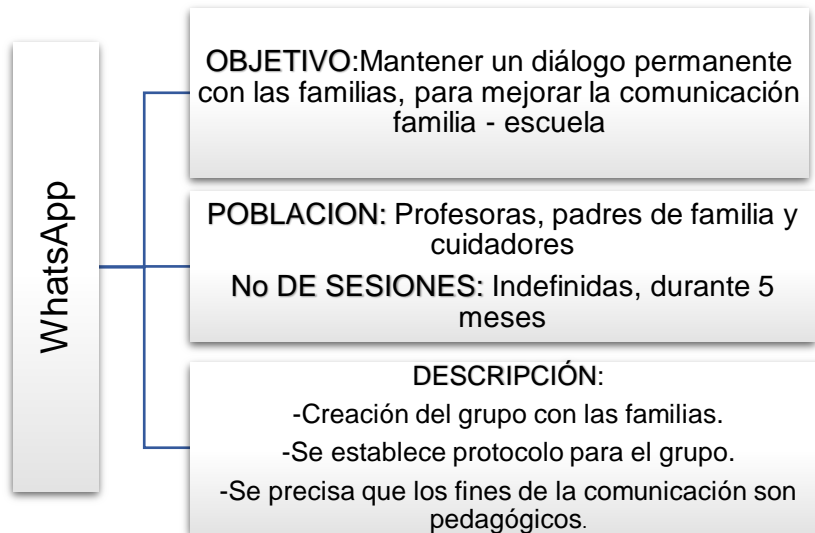 WhatsApp
OBJETIVO:Mantener un diálogo permanente
con las familias, para mejorar la comunicación
familia - escuela
POBLACION: Profesoras, padres de familia y
cuidadores
No DE SESIONES: Indefinidas, durante 5
meses
DESCRIPCIÓN:
-Creación del grupo con las familias.
-Se establece protocolo para el grupo.
-Se precisa que los fines de la comunicación son
pedagógicos.